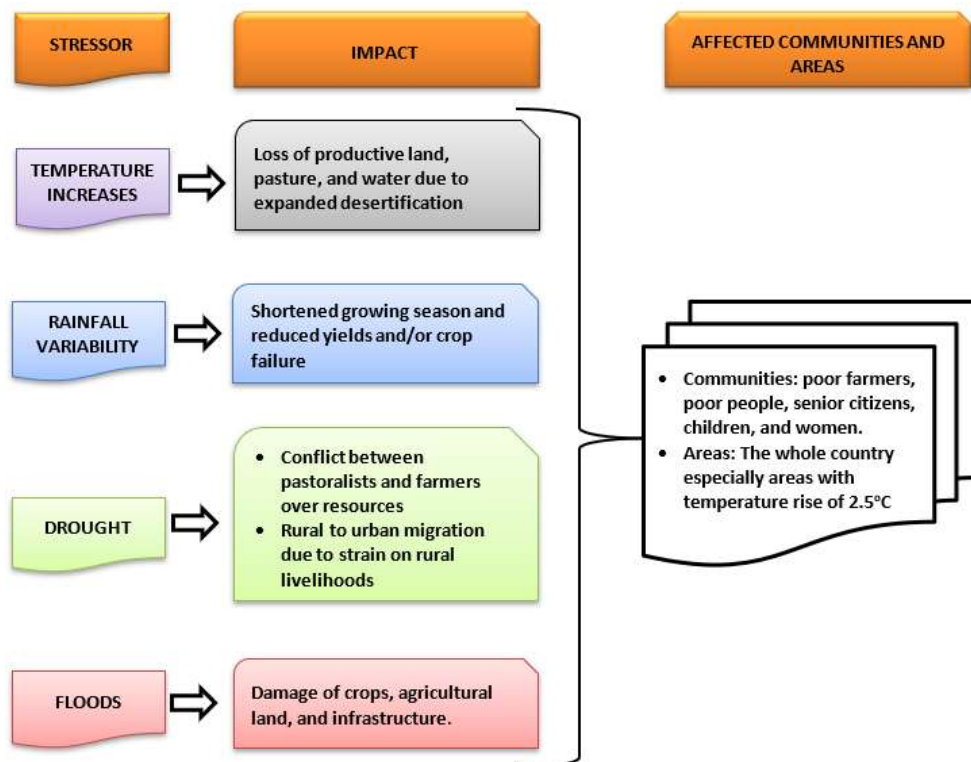 STRESSOR
IMPACT
AFFECTED COMMUNITIES AND
AREAS
TEMPERATURE
INCREASES
Loss of productive land,
pasture, and water due to
expanded desertification
RAINFALL
VARIABILITY
Shortened growing season and
reduced yields and/or crop
failure
DROUGHT
• Conflict between
pastoralists and farmers
over resources
• Rural to urban migration
due to strain on rural
livelihoods
FLOODS
Damage of crops, agricultural
land, and infrastructure.
• Communities: poor farmers,
poor people, senior citizens,
children, and women.
• Areas: The whole country
especially areas with
temperature rise of 2.5°C